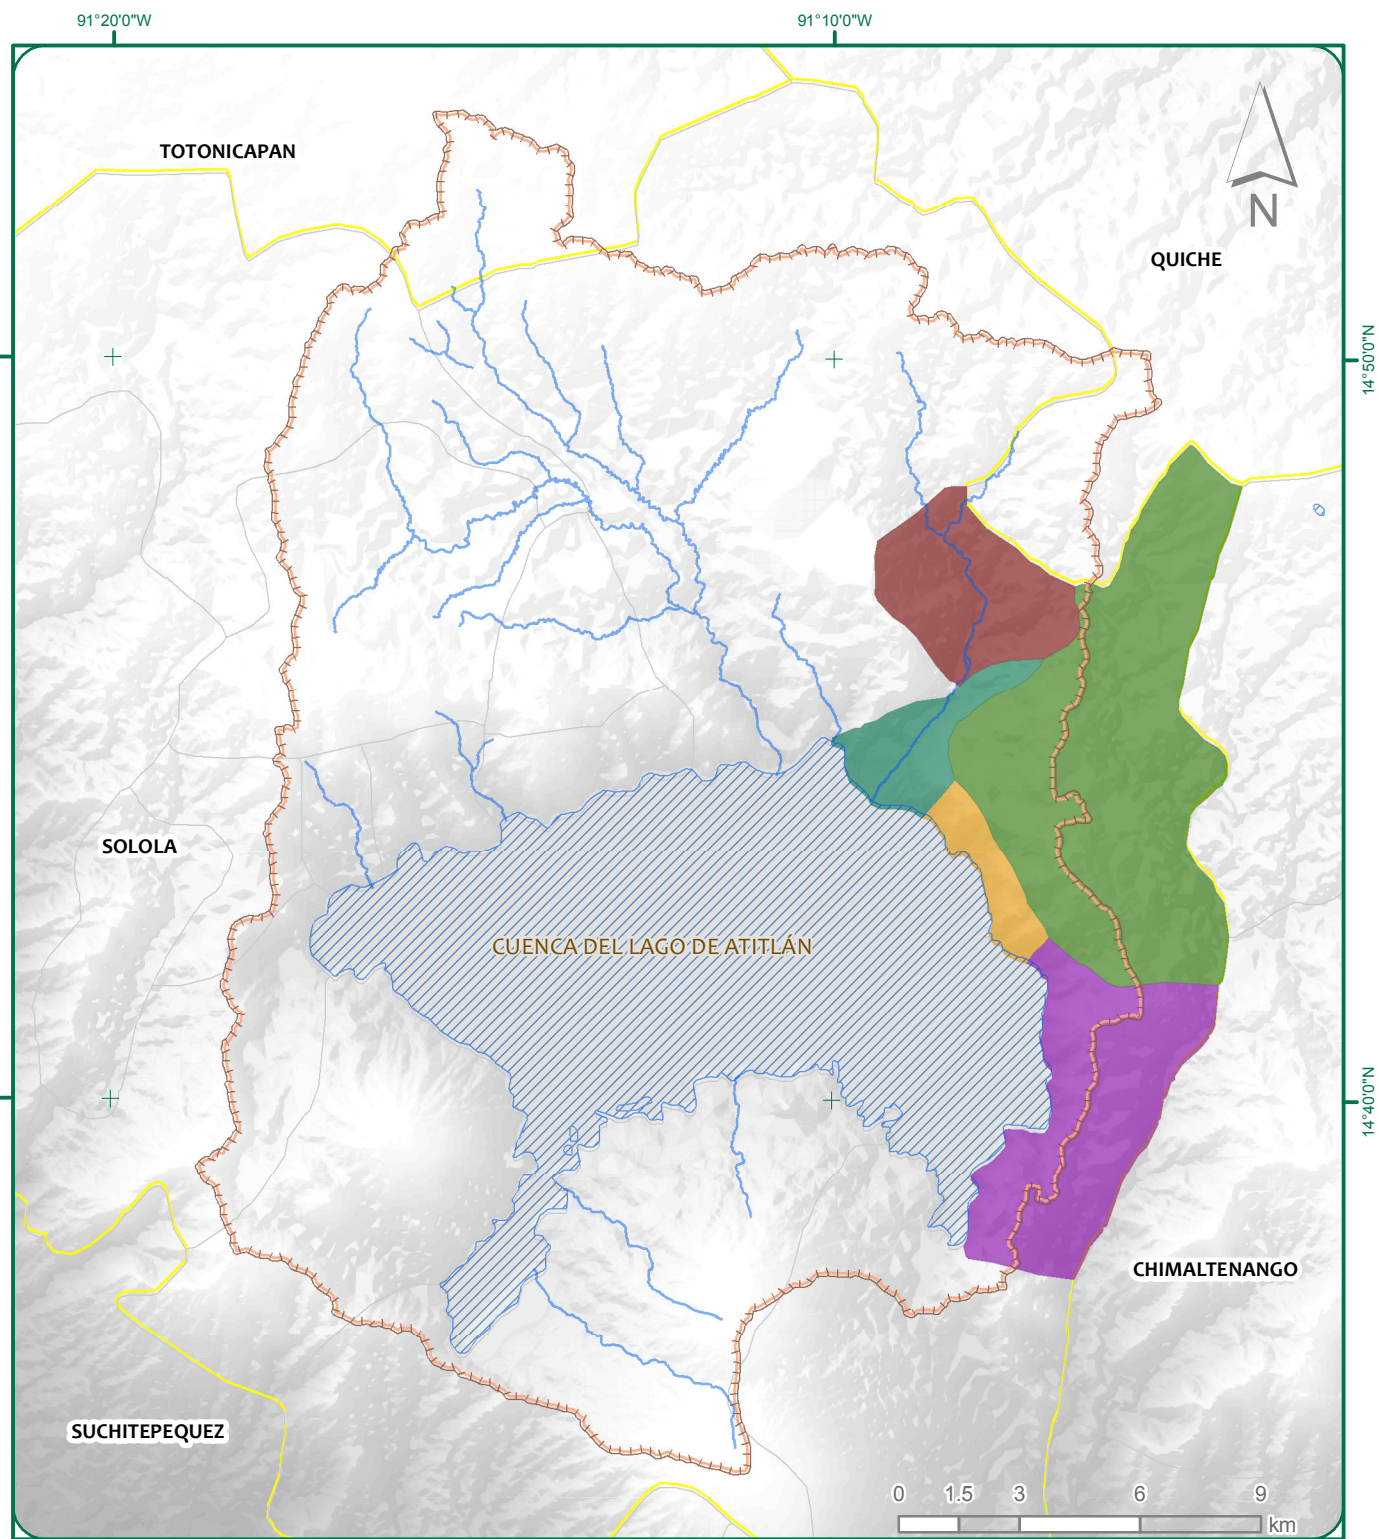 91°20'0"W 91°10'0"W
TOTONICAPAN
N
QUICHE
14°50'0"N
SOLOLA
CUENCA DEL LAGO DE ATITLÁN
14°40'0"N
CHIMALTENANGO
SUCHITEPEQUEZ
0 1.5 3 6 9
km